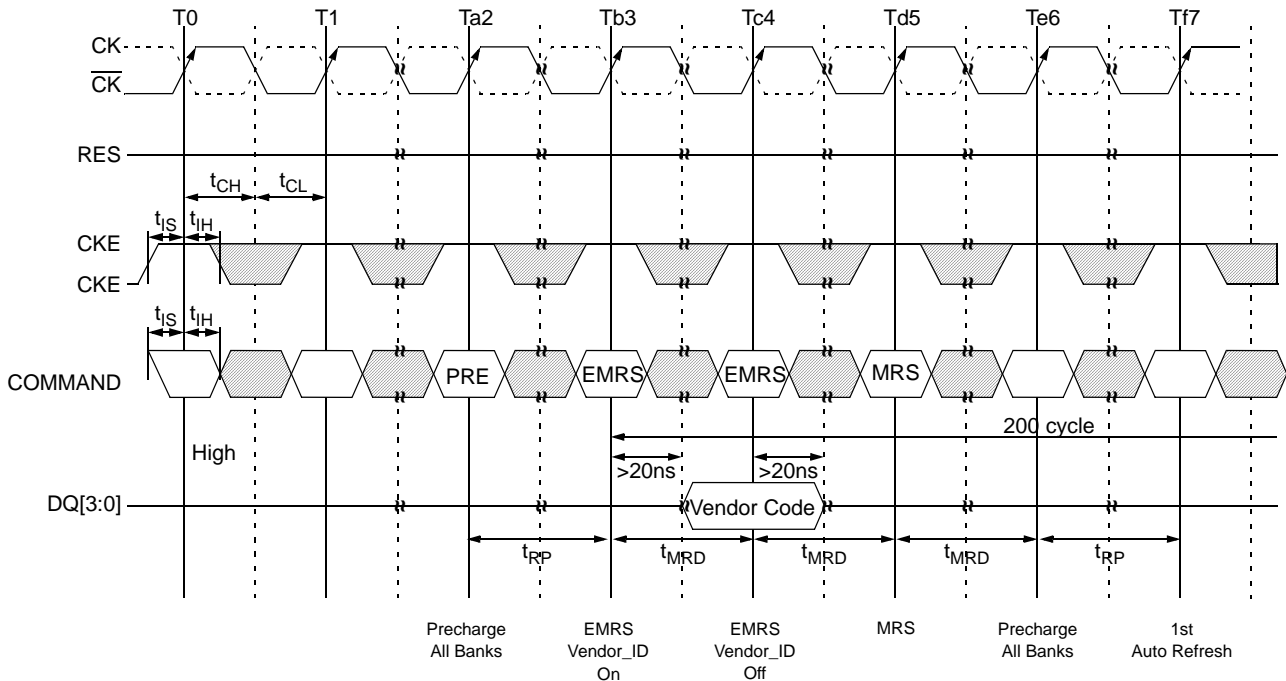 T0 T1 Ta2 Tb3 Tc4 Td5 Te6 Tf7
CK
CK
RES
tCH tCL
tIS tIH
CKE
CKE
tIS tIH
COMMAND PRE EMRS EMRS MRS
200 cycle
High
>20ns >20ns
DQ[3:0] Vendor Code
tRP tMRD tMRD tMRD tRP
Precharge
All Banks
EMRS
Vendor_ID
On
EMRS
Vendor_ID
Off
MRS
Precharge
All Banks
1st
Auto Refresh